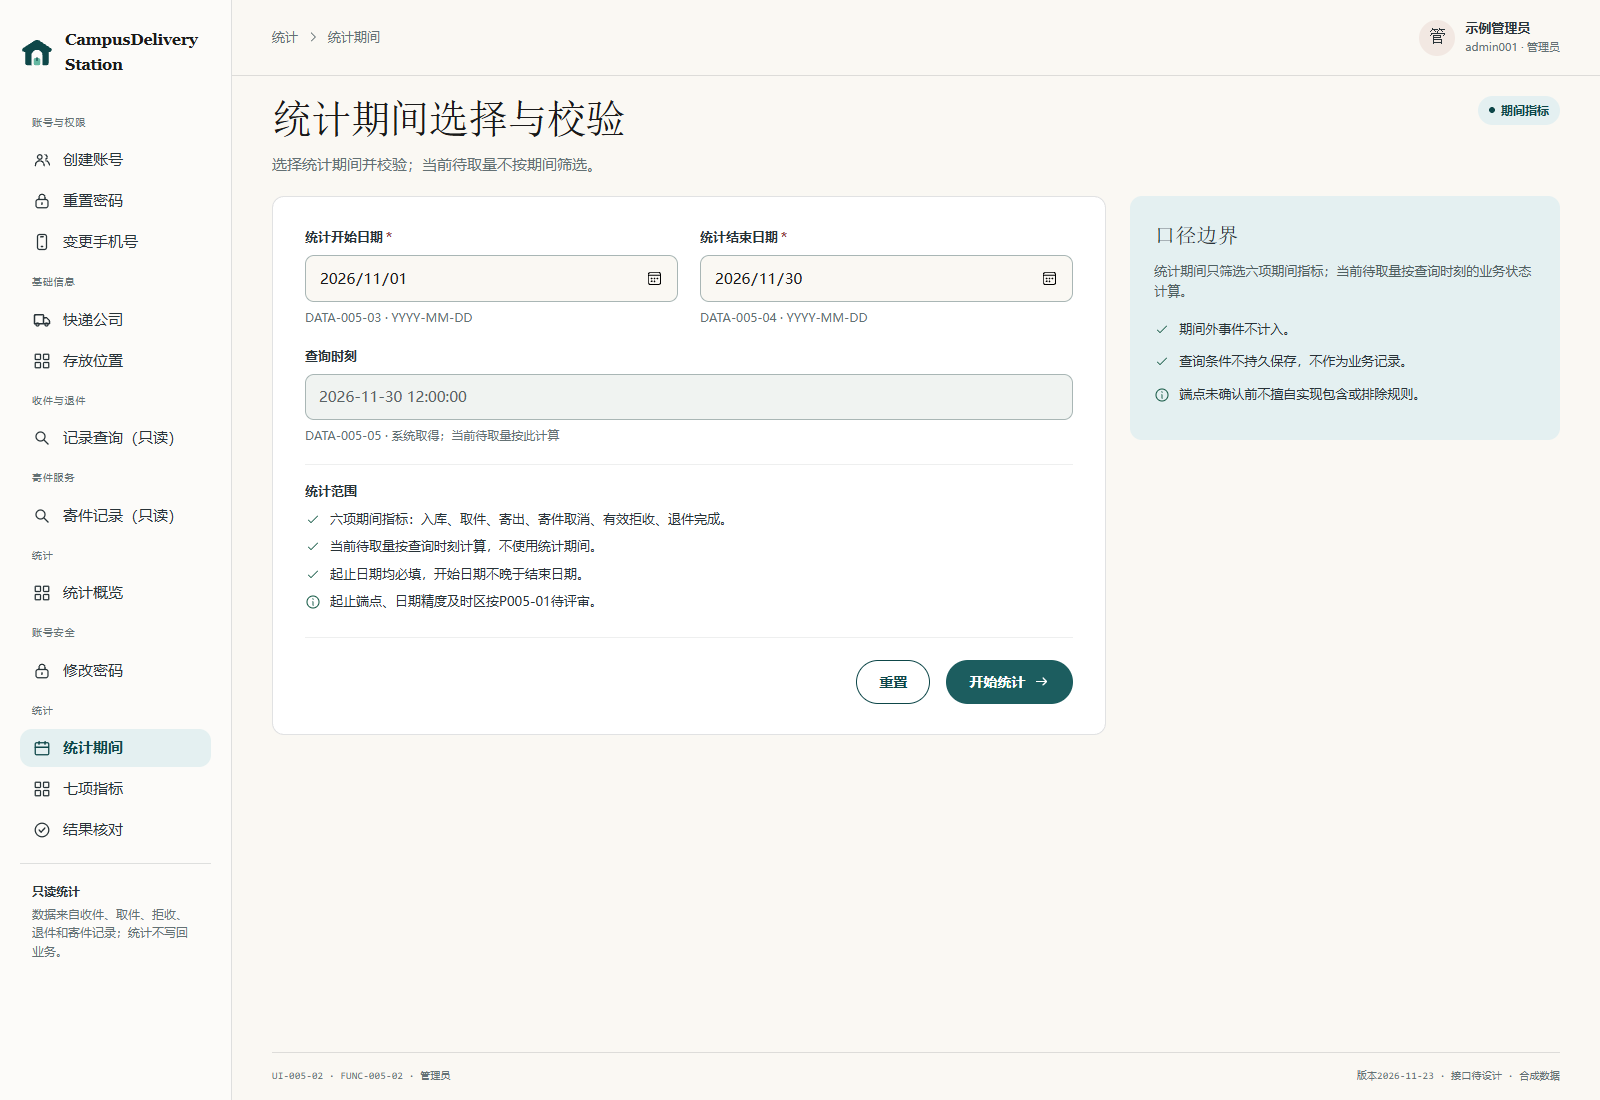 CampusDelivery
Station
账号与权限
创建账号
重置密码
变更手机号
基础信息
快递公司
存放位置
收件与退件
记录查询（只读）
寄件服务
寄件记录（只读）
统计
统计概览
账号安全
修改密码
统计
统计期间
七项指标
结果核对
只读统计
数据来自收件、取件、拒收、
退件和寄件记录；统计不写回
业务。
统计 > 统计期间
管
示例管理员
admin001 · 管理员
统计期间选择与校验
选择统计期间并校验；当前待取量不按期间筛选。
期间指标
统计开始日期 *
2026/11/01
DATA-005-03 · YYYY-MM-DD
统计结束日期 *
2026/11/30
DATA-005-04 · YYYY-MM-DD
查询时刻
2026-11-30 12:00:00
DATA-005-05 · 系统取得；当前待取量按此计算
统计范围
六项期间指标：入库、取件、寄出、寄件取消、有效拒收、退件完成。
当前待取量按查询时刻计算，不使用统计期间。
起止日期均必填，开始日期不晚于结束日期。
起止端点、日期精度及时区按P005-01待评审。
重置
开始统计 →
口径边界
统计期间只筛选六项期间指标；当前待取量按查询时刻的业务状态
计算。
期间外事件不计入。
查询条件不持久保存，不作为业务记录。
端点未确认前不擅自实现包含或排除规则。
UI-005-02 · FUNC-005-02 · 管理员
版本2026-11-23 · 接口待设计 · 合成数据